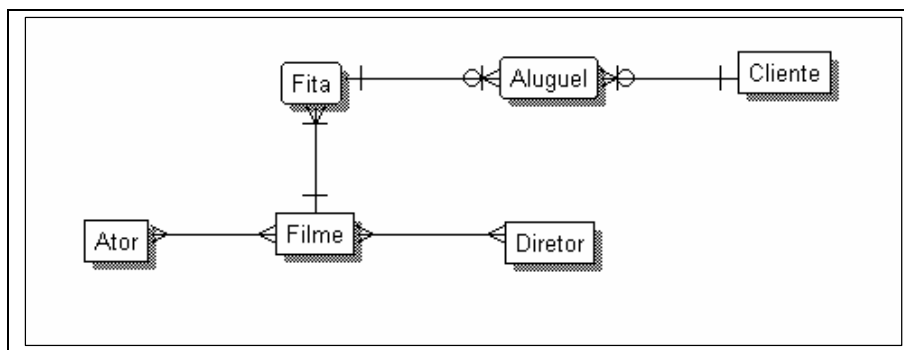 Fita
Aluguel
Cliente
Ator
Filme
Diretor